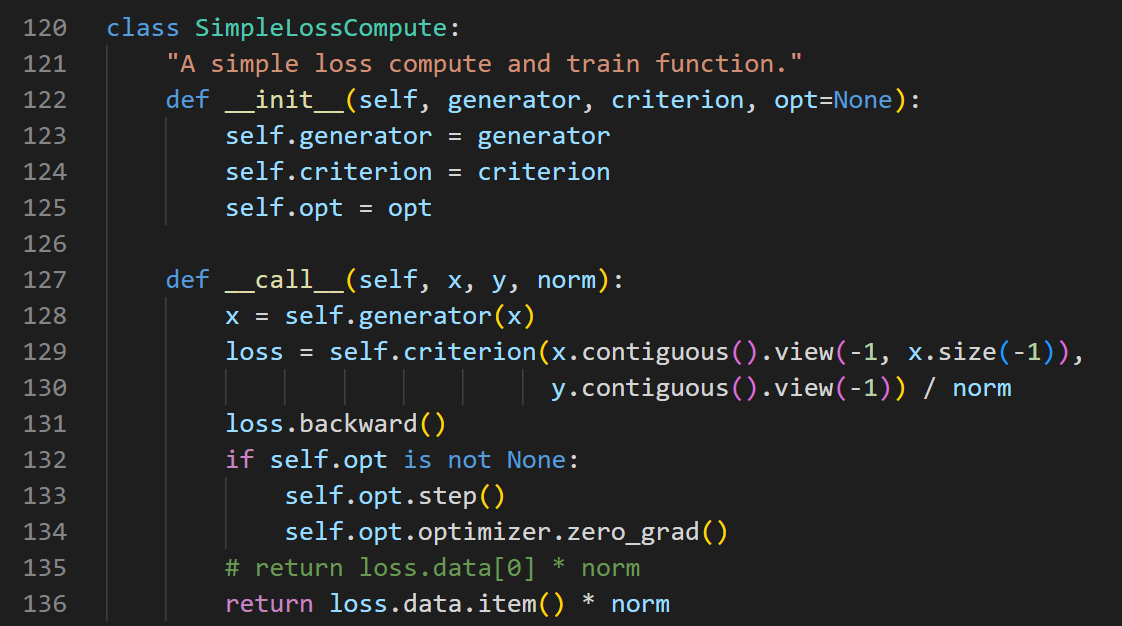 120 class SimpleLossCompute:
121     "A simple loss compute and train function."
122     def __init__(self, generator, criterion, opt=None):
123         self.generator = generator
124         self.criterion = criterion
125         self.opt = opt
126
127     def __call__(self, x, y, norm):
128         x = self.generator(x)
129         loss = self.criterion(x.contiguous().view(-1, x.size(-1)),
130                               y.contiguous().view(-1)) / norm
131         loss.backward()
132         if self.opt is not None:
133             self.opt.step()
134             self.opt.optimizer.zero_grad()
135         # return loss.data[0] * norm
136         return loss.data.item() * norm